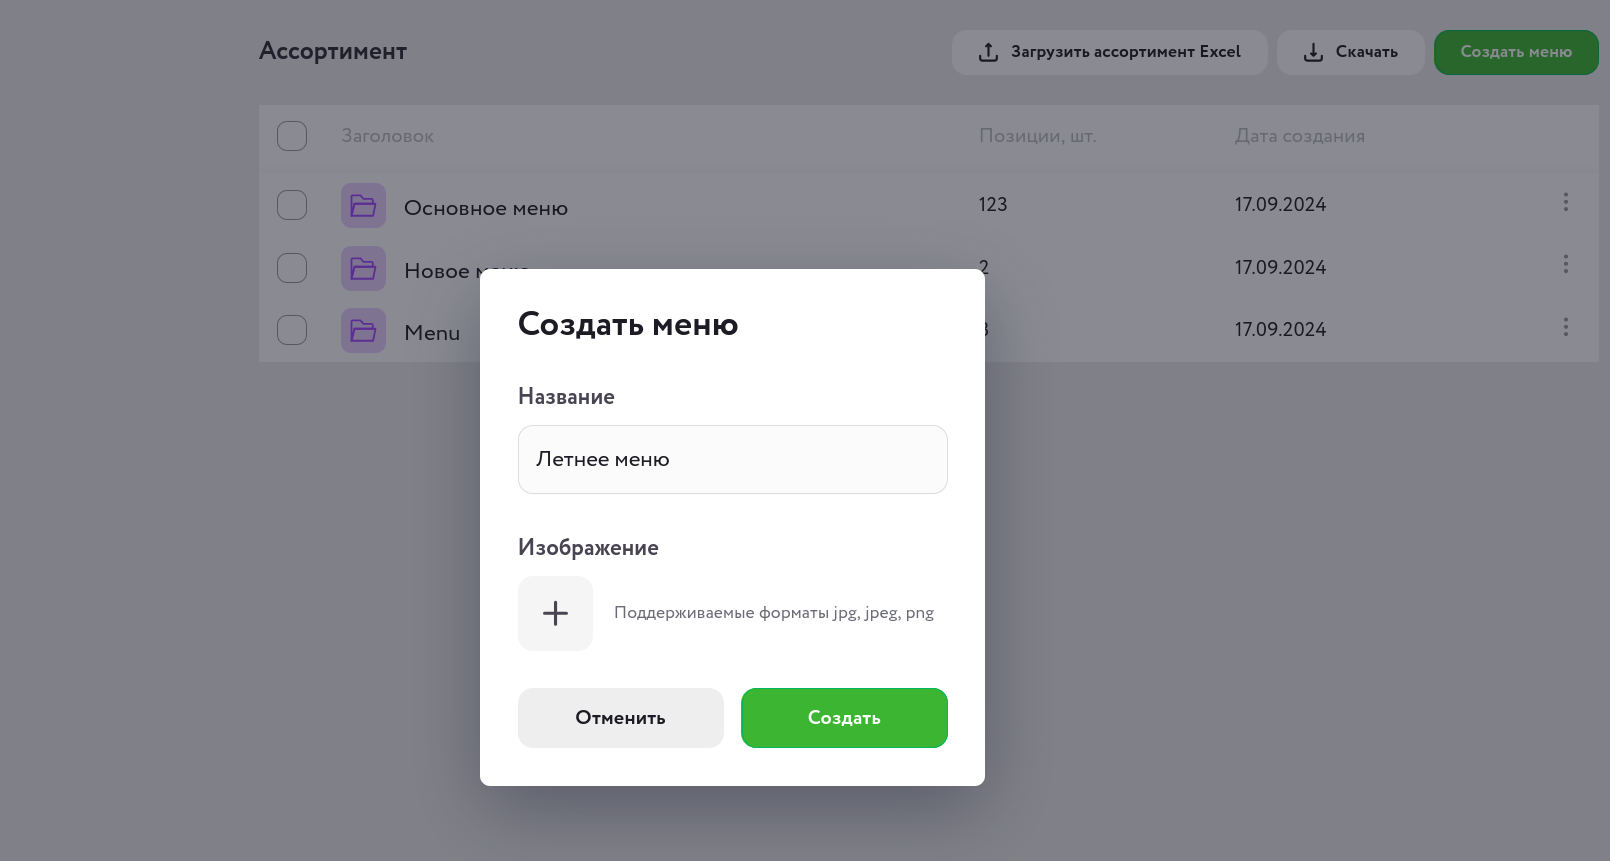 Ассортимент
Загрузить ассортимент Excel
Скачать
Создать меню
Заголовок
Позиции, шт.
Дата создания
Основное меню
123
17.09.2024
Новое
2
17.09.2024
Menu
17.09.2024
Создать меню
Название
Летнее меню
Изображение
Поддерживаемые форматы jpg, jpeg, png
Отменить
Создать